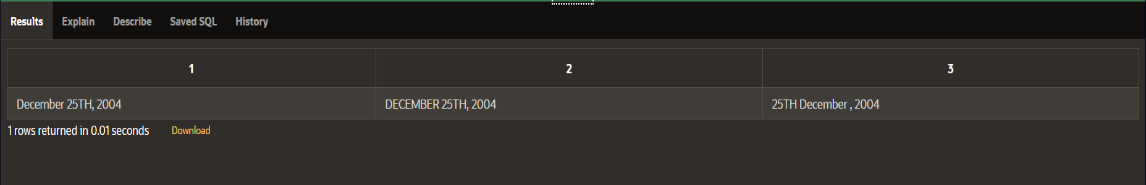 Results Explain Describe Saved SQL History
1 2 3
December 25TH, 2004 DECEMBER 25TH, 2004 25TH December , 2004
1 rows returned in 0.01 seconds Download